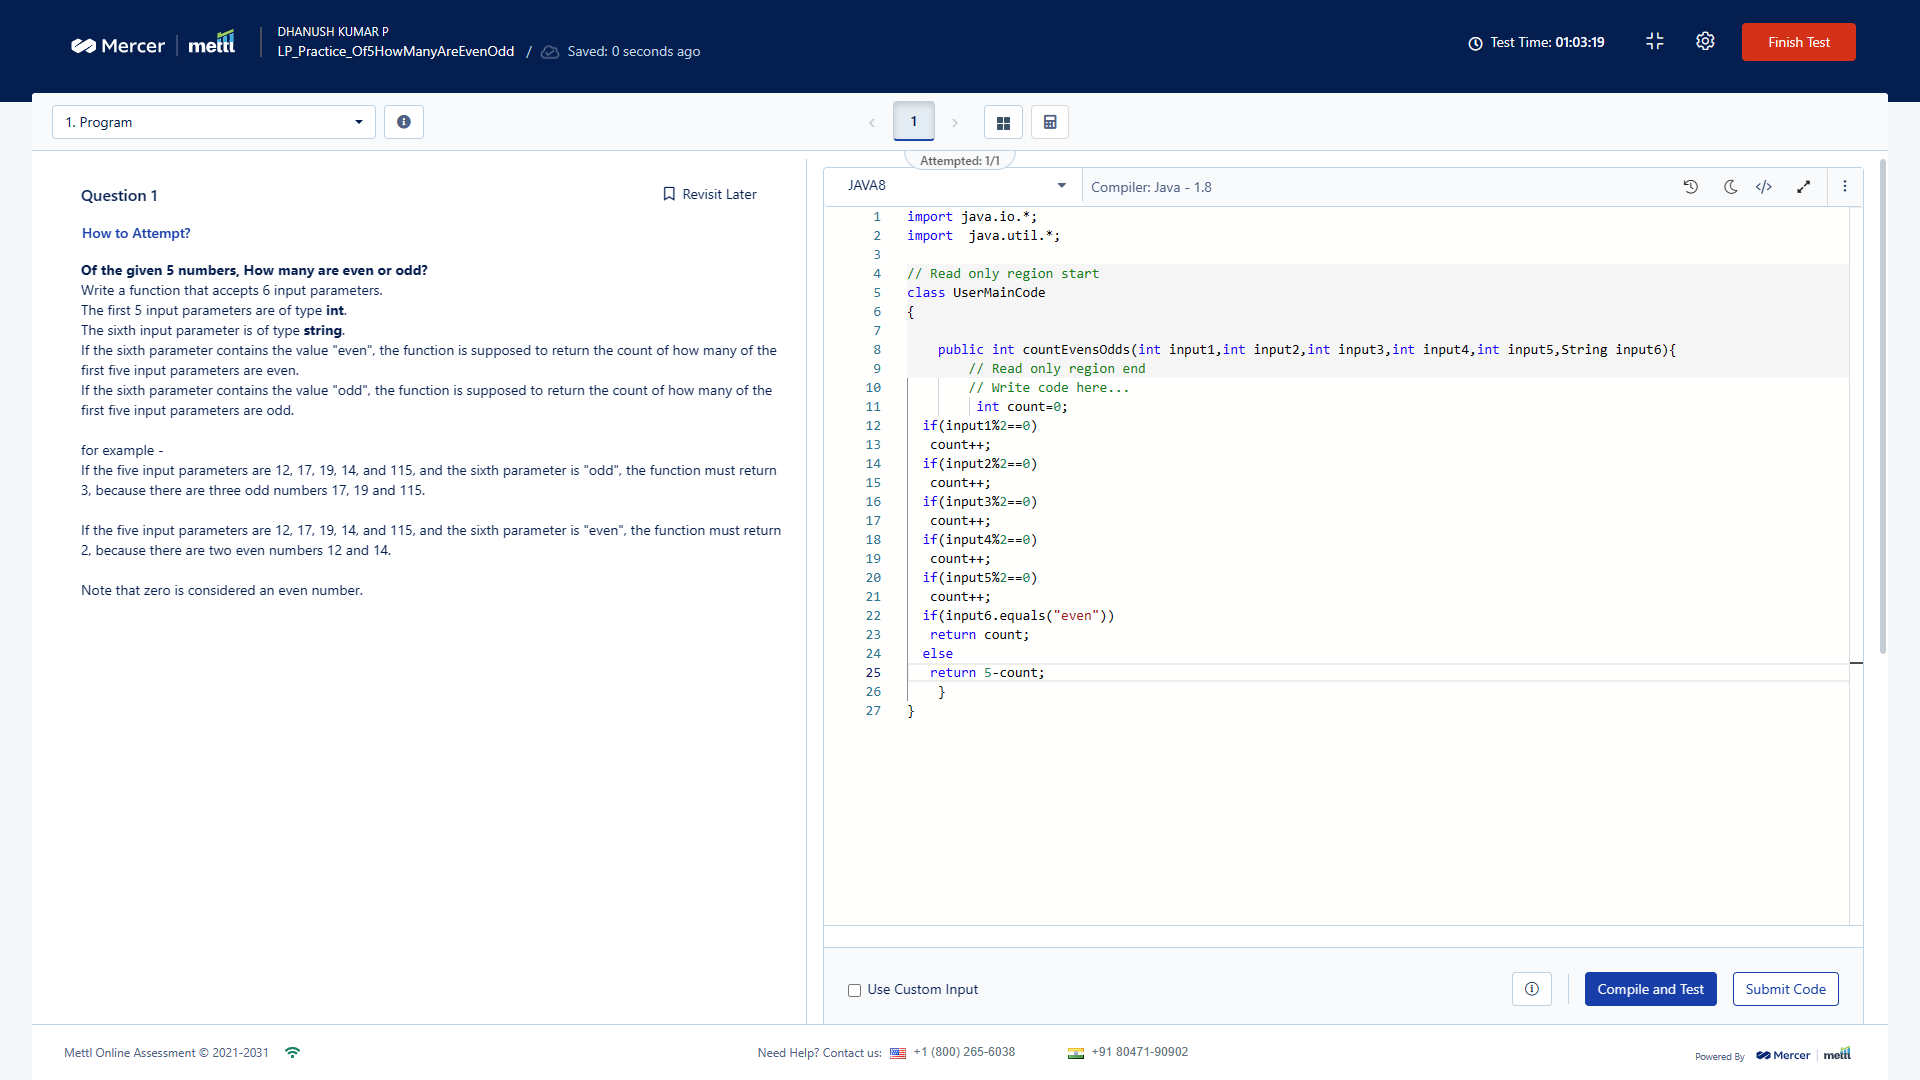 Mercer | mettl
DHANUSH KUMAR P
LP_Practice_Of5HowManyAreEvenOdd / Saved: 0 seconds ago
Test Time: 01:03:19
Finish Test
1. Program
1
Attempted: 1/1
Question 1
Revisit Later
How to Attempt?
Of the given 5 numbers, How many are even or odd?
Write a function that accepts 6 input parameters.
The first 5 input parameters are of type int.
The sixth input parameter is of type string.
If the sixth parameter contains the value "even", the function is supposed to return the count of how many of the
first five input parameters are even.
If the sixth parameter contains the value "odd", the function is supposed to return the count of how many of the
first five input parameters are odd.
for example -
If the five input parameters are 12, 17, 19, 14, and 115, and the sixth parameter is "odd", the function must return
3, because there are three odd numbers 17, 19 and 115.
If the five input parameters are 12, 17, 19, 14, and 115, and the sixth parameter is "even", the function must return
2, because there are two even numbers 12 and 14.
Note that zero is considered an even number.
JAVA8
Compiler: Java - 1.8
1 import java.io.*;
2 import  java.util.*;
3
4 // Read only region start
5 class UserMainCode
6 {
7
8     public int countEvensOdds(int input1,int input2,int input3,int input4,int input5,String input6){
9         // Read only region end
10         // Write code here...
11          int count=0;
12   if(input1%2==0)
13    count++;
14   if(input2%2==0)
15    count++;
16   if(input3%2==0)
17    count++;
18   if(input4%2==0)
19    count++;
20   if(input5%2==0)
21    count++;
22   if(input6.equals("even"))
23    return count;
24   else
25    return 5-count;
26     }
27 }
Use Custom Input
Compile and Test
Submit Code
Mettl Online Assessment © 2021-2031
Need Help? Contact us: +1 (800) 265-6038
+91 80471-90902
Powered By Mercer | mettl